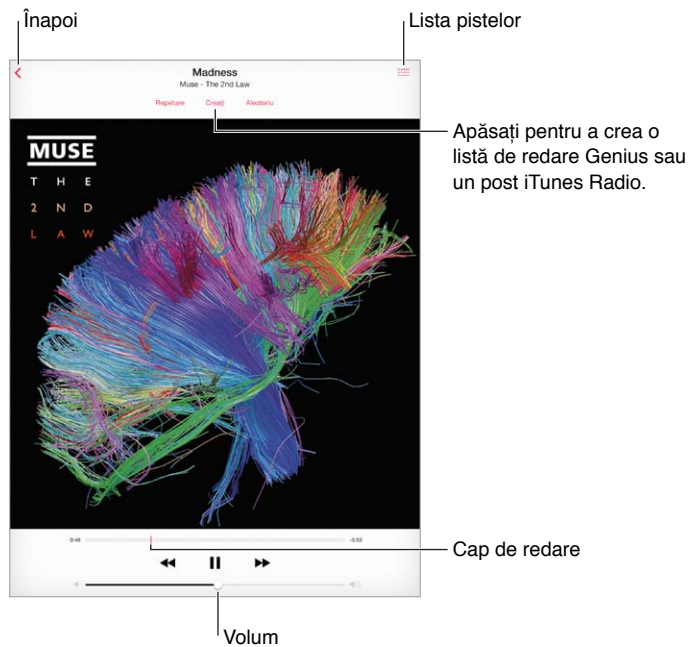 Înapoi
Lista pistelor
Madness
Muse - The 2nd Law
Repetare Creați Aleatoriu
Apăsați pentru a crea o
listă de redare Genius sau
un post iTunes Radio.
MUSE
T H E
2 N D
L A W
0:46 -3:53
Cap de redare
Volum